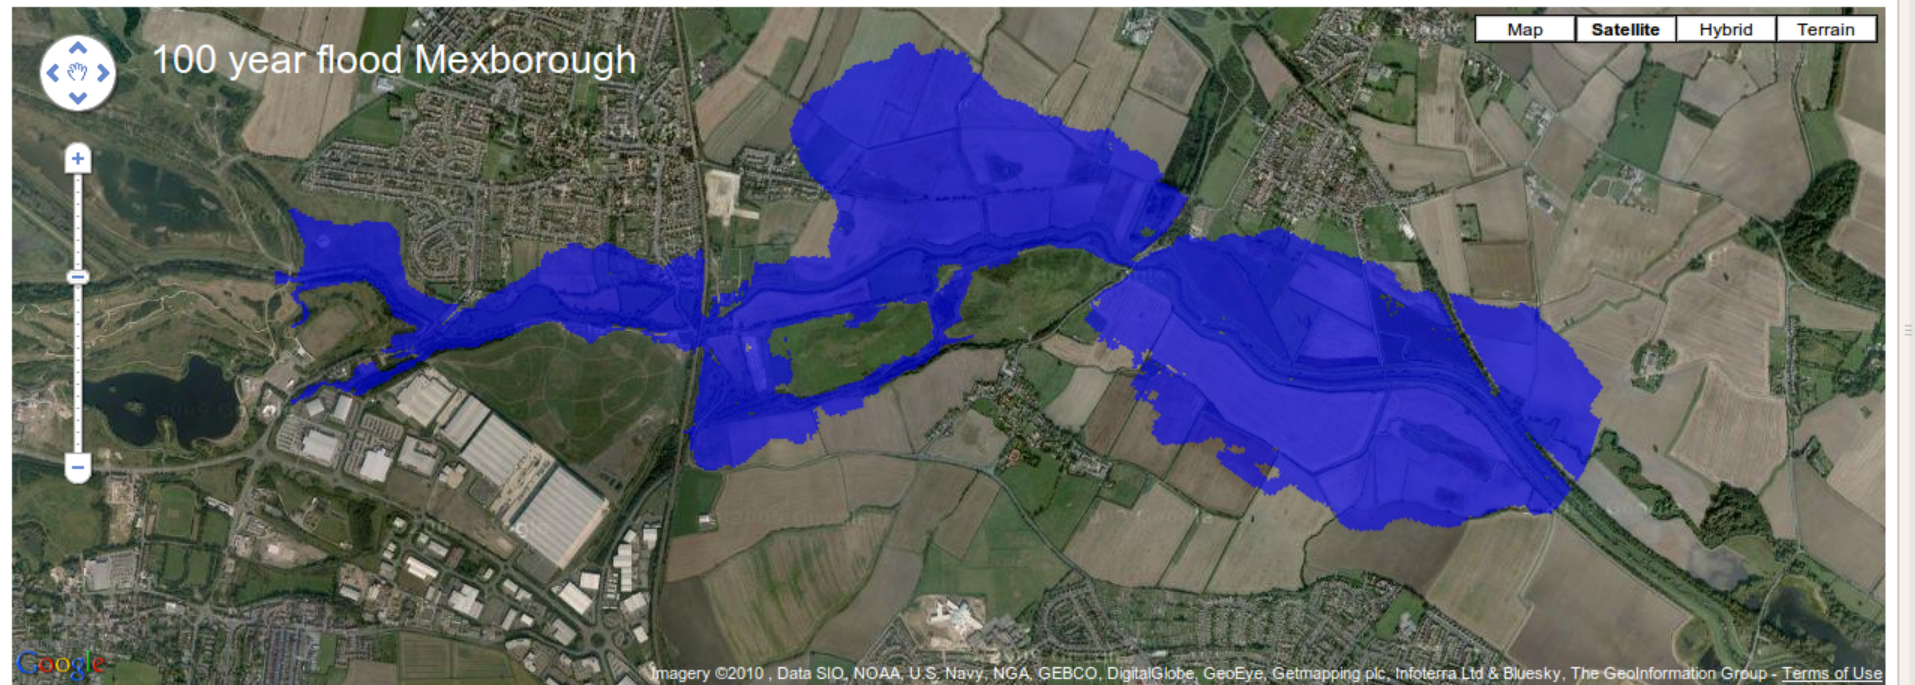 100 year flood Mexborough
Map Satellite Hybrid Terrain
Google
Imagery ©2010 , Data SIO, NOAA, U.S. Navy, NGA, GEBCO, DigitalGlobe, GeoEye, Getmapping plc, Infoterra Ltd & Bluesky, The GeoInformation Group - Terms of Use